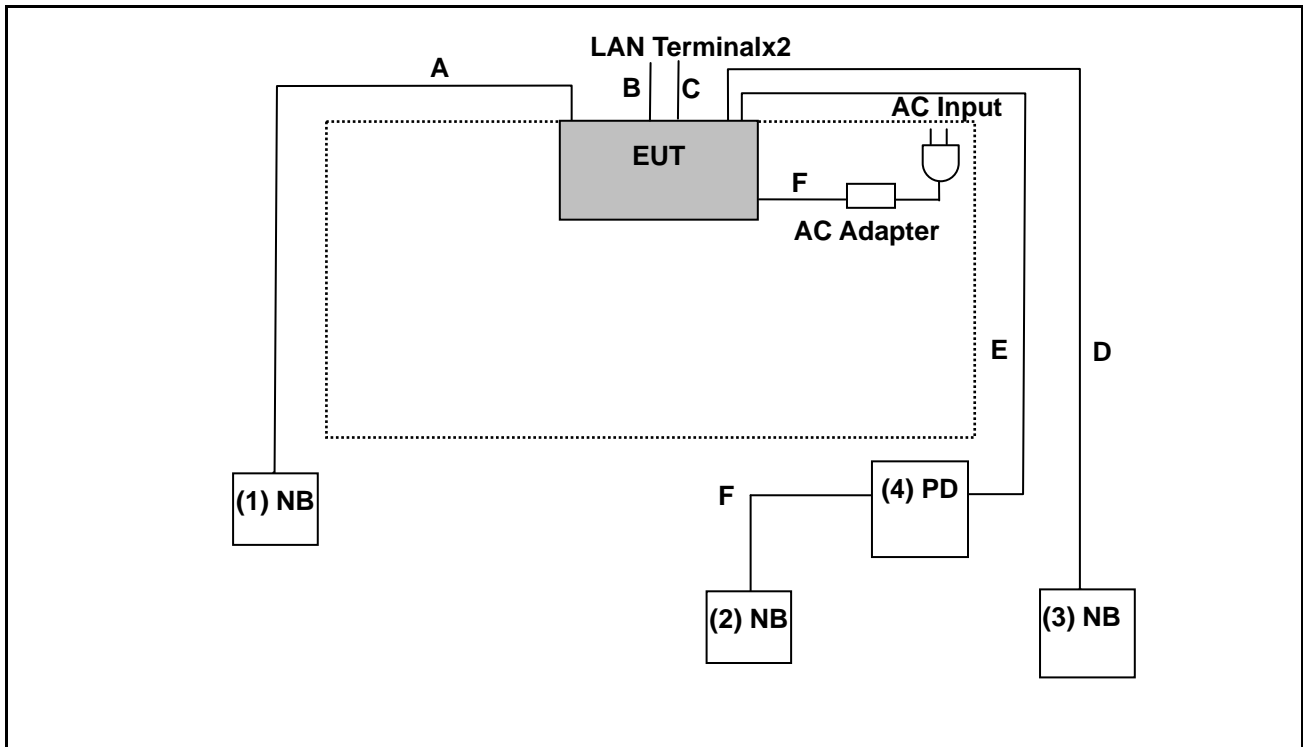 LAN Terminalx2
A
B
C
AC Input
EUT
F
AC Adapter
E
D
(1) NB
F
(4) PD
(2) NB
(3) NB